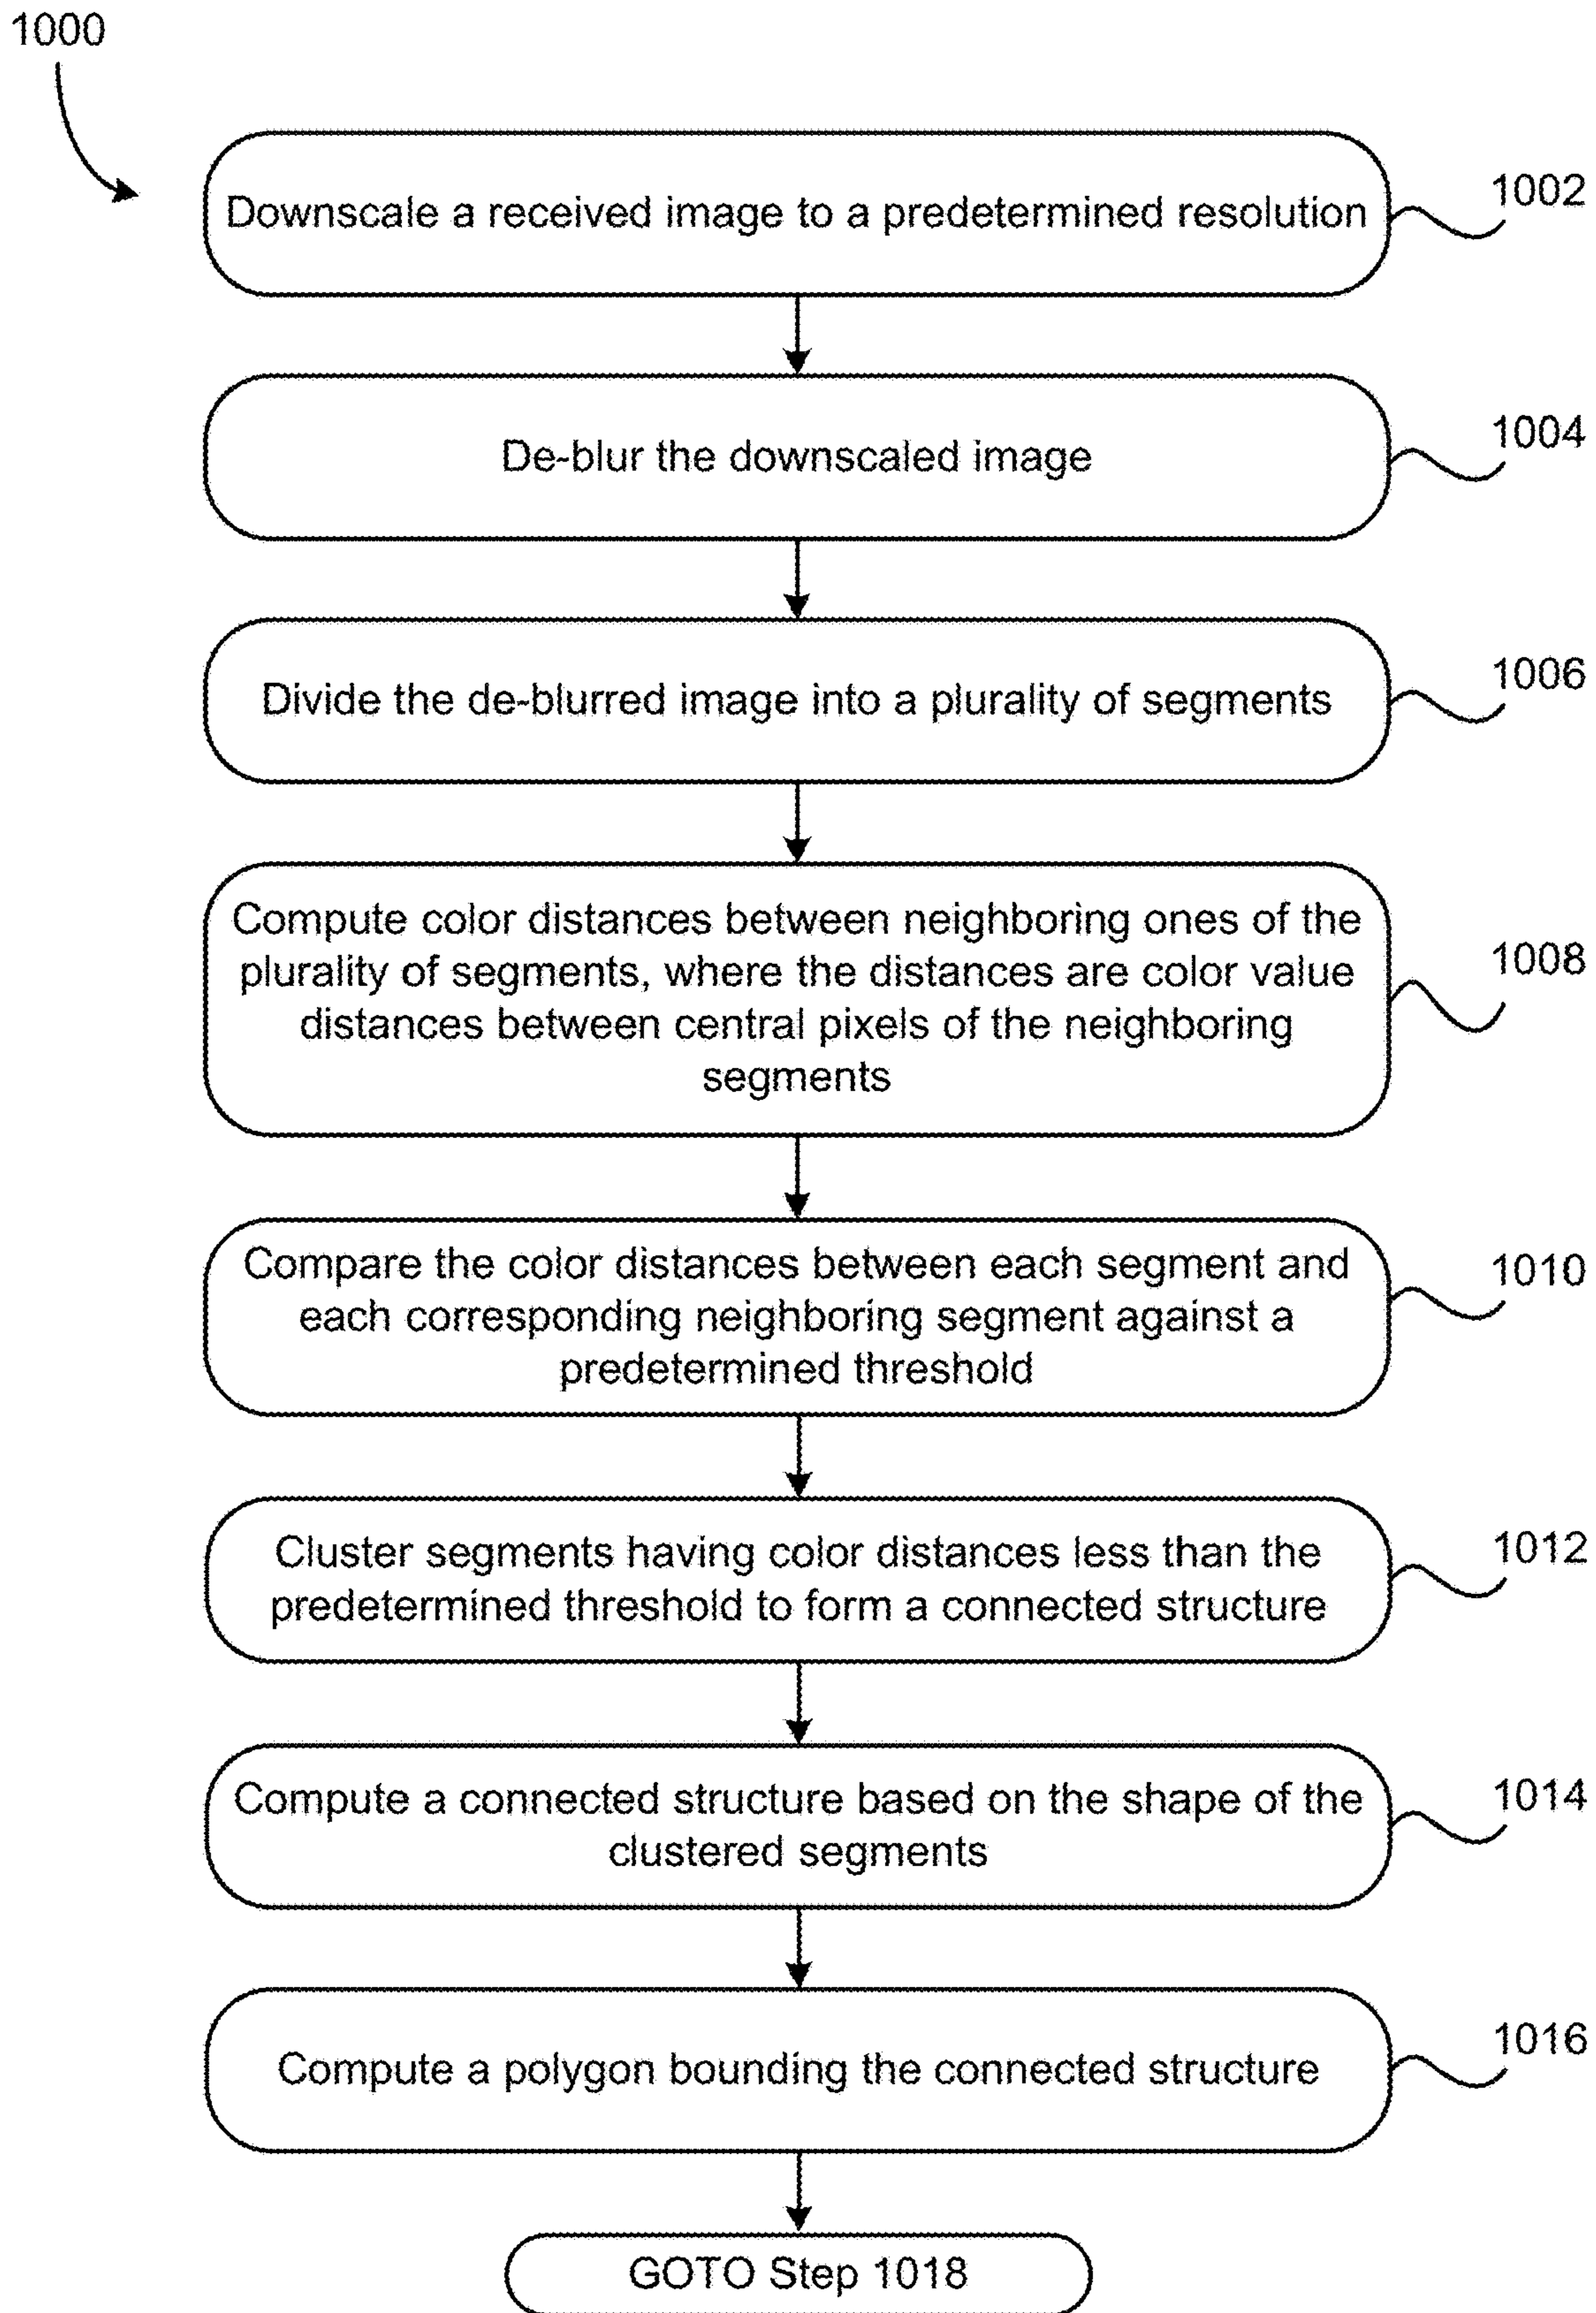 1000
Downscale a received image to a predetermined resolution
1002
De-blur the downscaled image
1004
Divide the de-blurred image into a plurality of segments
1006
Compute color distances between neighboring ones of the
plurality of segments, where the distances are color value
distances between central pixels of the neighboring
segments
1008
Compare the color distances between each segment and
each corresponding neighboring segment against a
predetermined threshold
1010
Cluster segments having color distances less than the
predetermined threshold to form a connected structure
1012
Compute a connected structure based on the shape of the
clustered segments
1014
Compute a polygon bounding the connected structure
1016
GOTO Step 1018